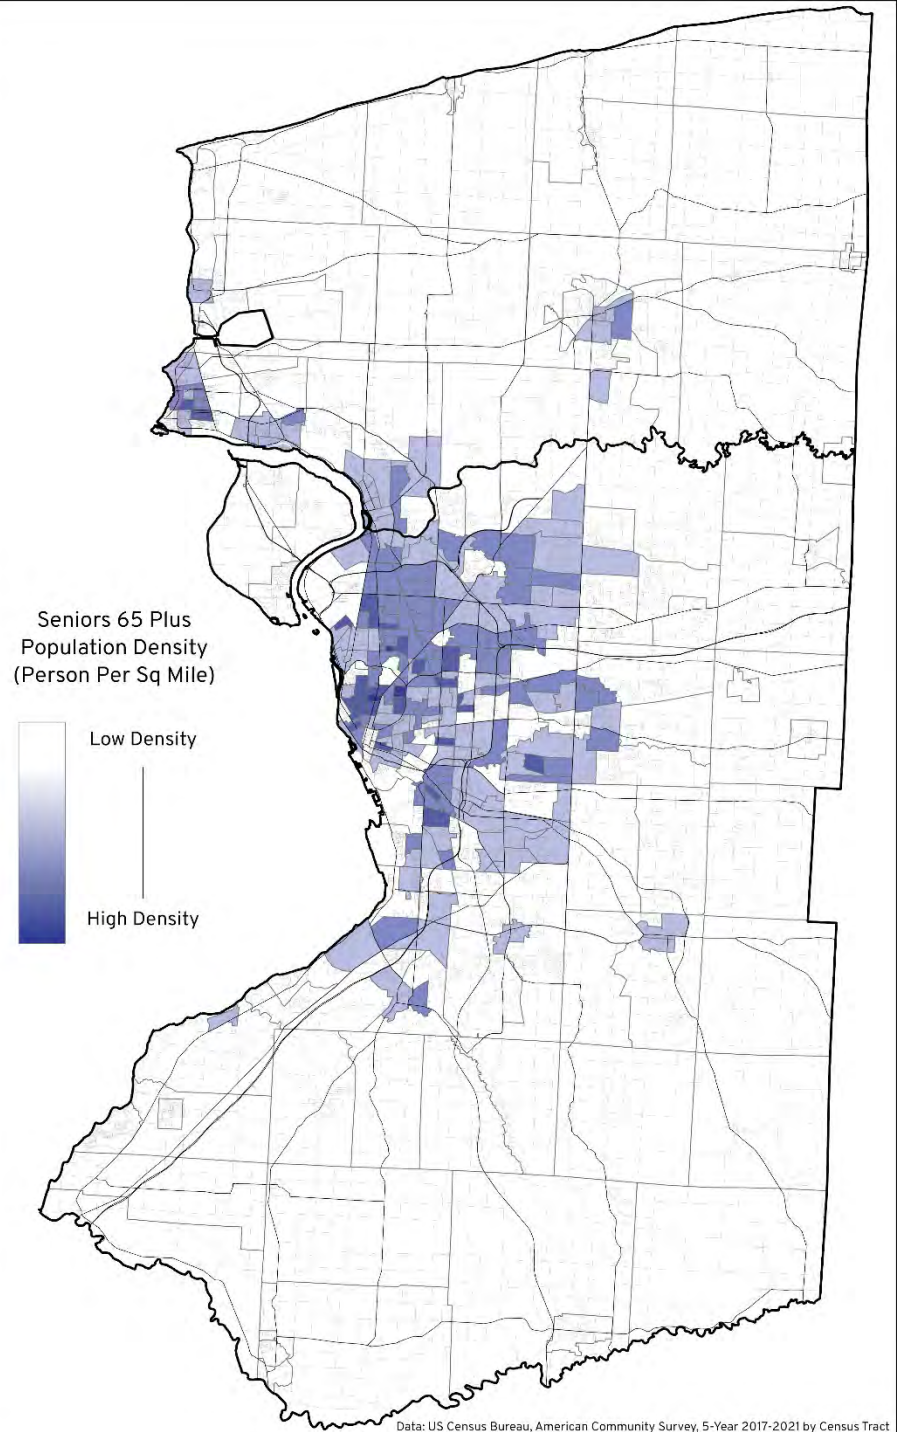 Seniors 65 Plus
Population Density
(Person Per Sq Mile)
Low Density
High Density
Data: US Census Bureau, American Community Survey, 5-Year 2017-2021 by Census Tract